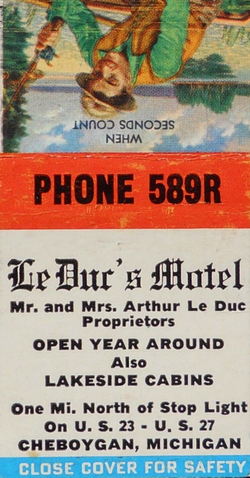 WHEN
SECONDS COUNT
PHONE 589R
Le Duc's Motel
Mr. and Mrs. Arthur Le Duc
Proprietors
OPEN YEAR AROUND
Also
LAKESIDE CABINS
One Mi. North of Stop Light
On U. S. 23 - U. S. 27
CHEBOYGAN, MICHIGAN
CLOSE COVER FOR SAFETY